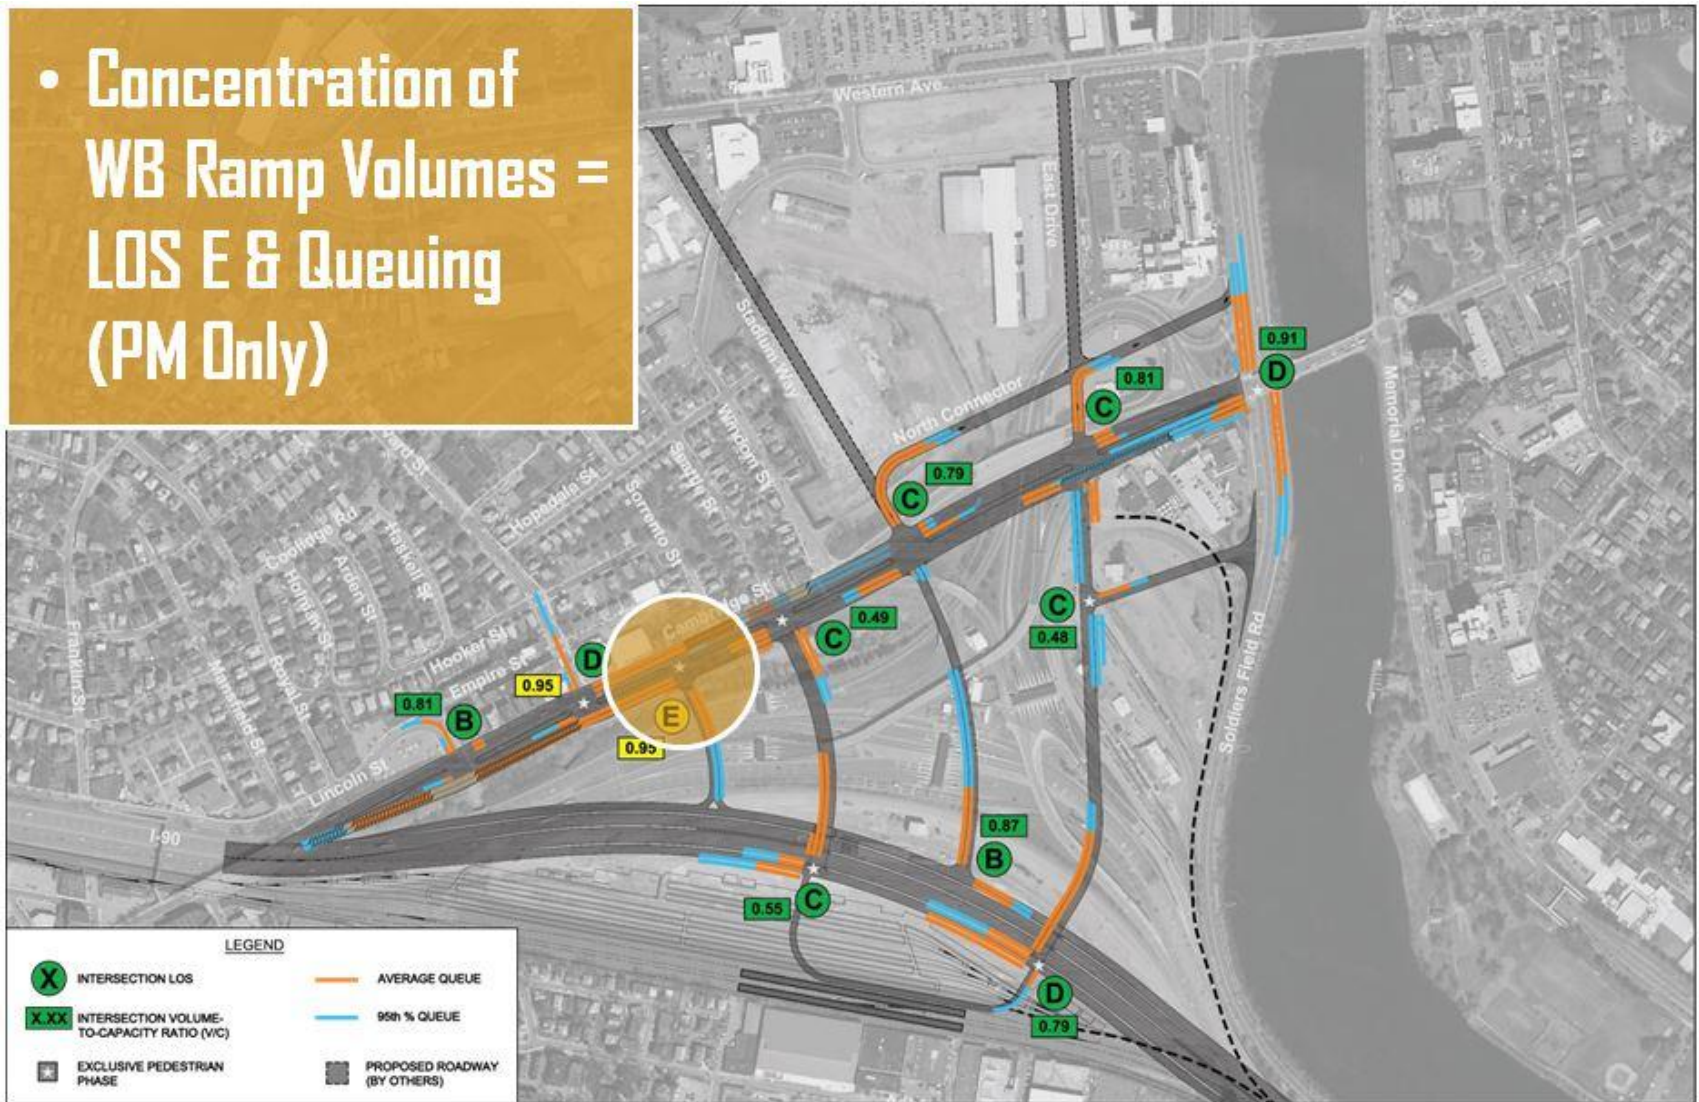 • Concentration of
WB Ramp Volumes =
LOS E & Queuing
(PM Only)
Western Ave
East Drive
Stadium Way
North Connector
0.91
D
0.81
C
0.79
C
Memorial Drive
Windom St
Hopedale St
Sorrento St
Coolidge Rd
Haskell St
Arden St
Holman St
Hooker St
Empire St
Franklin St
Mansfield St
Royal St
Lincoln St
I-90
Soldiers Field Rd
0.49
C
C
0.48
D
0.95
E
0.95
0.81
B
0.87
B
0.55
C
D
0.79
LEGEND
X INTERSECTION LOS
X.XX INTERSECTION VOLUME-
TO-CAPACITY RATIO (V/C)
EXCLUSIVE PEDESTRIAN
PHASE
AVERAGE QUEUE
95th % QUEUE
PROPOSED ROADWAY
(BY OTHERS)